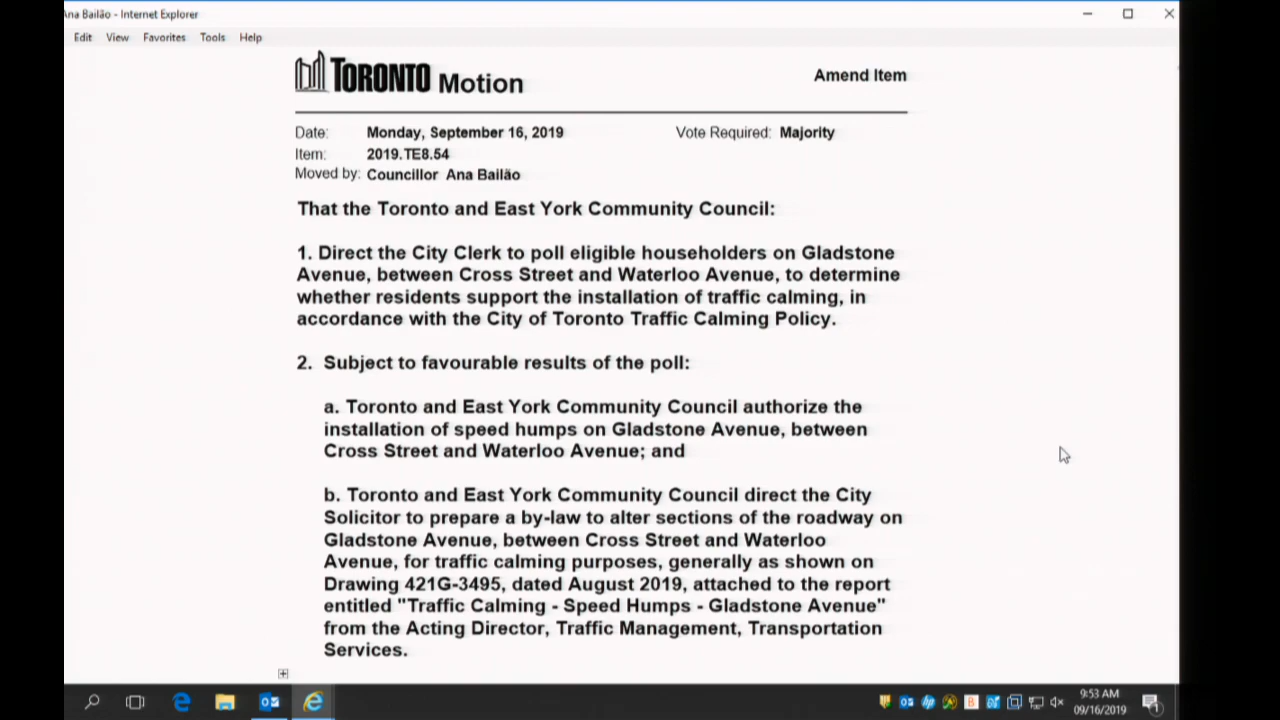 Ana Bailão - Internet Explorer
Edit View Favorites Tools Help
TORONTO Motion
Amend Item
Date: Monday, September 16, 2019 Vote Required: Majority
Item: 2019.TE8.54
Moved by: Councillor Ana Bailão
That the Toronto and East York Community Council:
1. Direct the City Clerk to poll eligible householders on Gladstone
Avenue, between Cross Street and Waterloo Avenue, to determine
whether residents support the installation of traffic calming, in
accordance with the City of Toronto Traffic Calming Policy.
2. Subject to favourable results of the poll:
a. Toronto and East York Community Council authorize the
installation of speed humps on Gladstone Avenue, between
Cross Street and Waterloo Avenue; and
b. Toronto and East York Community Council direct the City
Solicitor to prepare a by-law to alter sections of the roadway on
Gladstone Avenue, between Cross Street and Waterloo
Avenue, for traffic calming purposes, generally as shown on
Drawing 421G-3495, dated August 2019, attached to the report
entitled "Traffic Calming - Speed Humps - Gladstone Avenue"
from the Acting Director, Traffic Management, Transportation
Services.
9:53 AM
09/16/2019